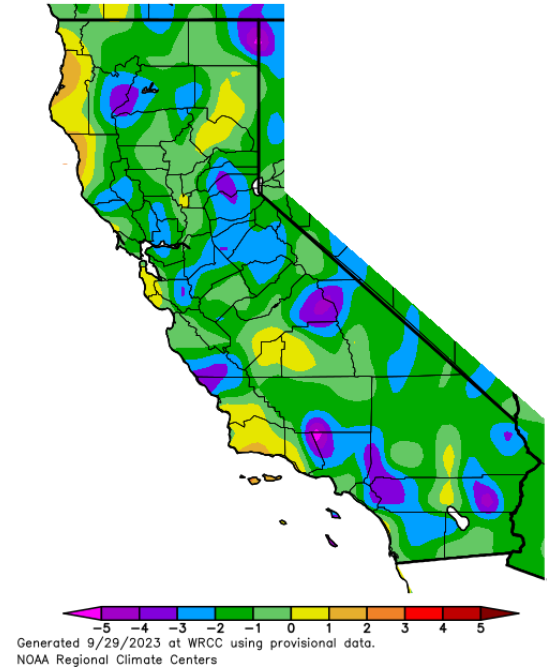 -5 -4 -3 -2 -1 0 1 2 3 4 5
Generated 9/29/2023 at WRCC using provisional data.
NOAA Regional Climate Centers